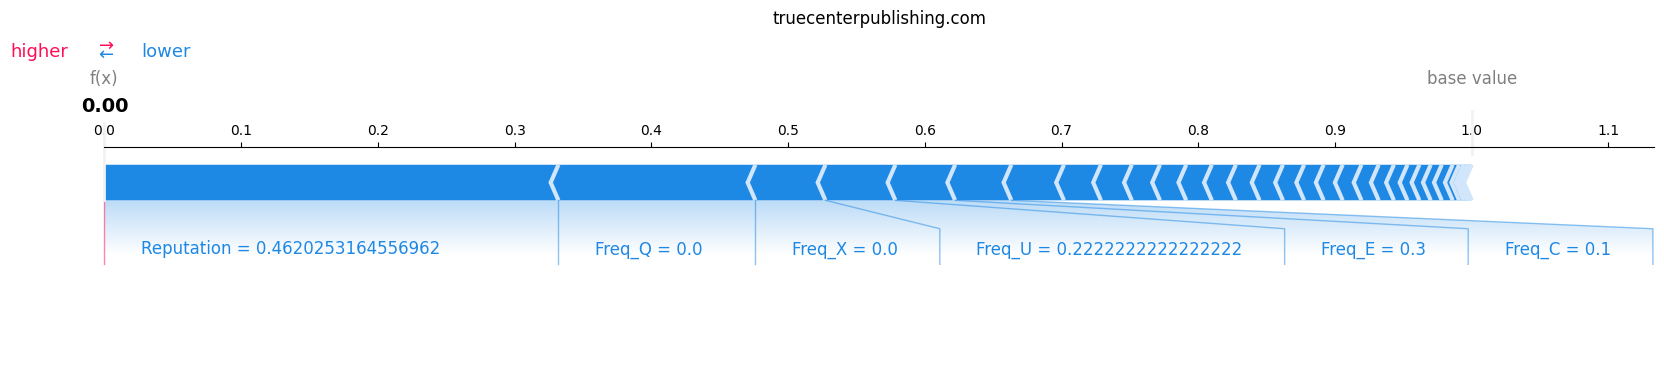 truecenterpublishing.com
higher ⇄ lower
f(x) base value
0.00
0.0 0.1 0.2 0.3 0.4 0.5 0.6 0.7 0.8 0.9 1.0 1.1
Reputation = 0.4620253164556962 Freq_Q = 0.0 Freq_X = 0.0 Freq_U = 0.2222222222222222 Freq_E = 0.3 Freq_C = 0.1